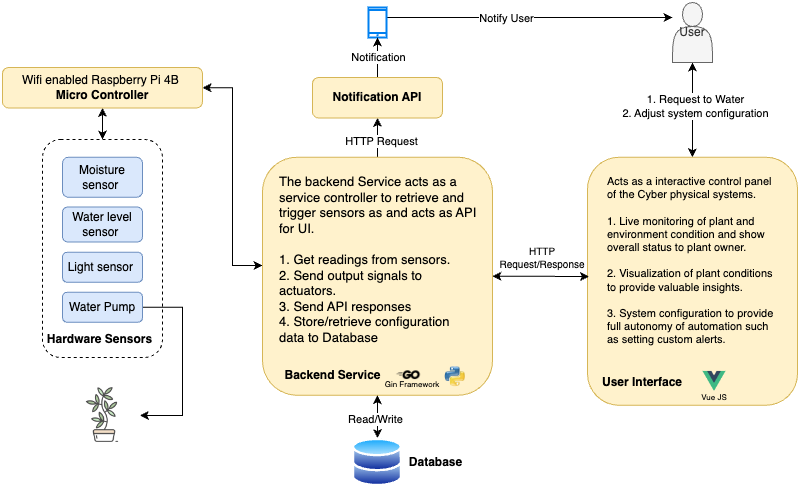 Notify User
User
Notification
Wifi enabled Raspberry Pi 4B
Micro Controller
Notification API
1. Request to Water
2. Adjust system configuration
HTTP Request
Moisture
sensor
Water level
sensor
Light sensor
Water Pump
Hardware Sensors
The backend Service acts as a
service controller to retrieve and
trigger sensors as and acts as API
for UI.
1. Get readings from sensors.
2. Send output signals to
actuators.
3. Send API responses
4. Store/retrieve configuration
data to Database
Backend Service
GO
Gin Framework
HTTP
Request/Response
Acts as a interactive control panel
of the Cyber physical systems.
1. Live monitoring of plant and
environment condition and show
overall status to plant owner.
2. Visualization of plant conditions
to provide valuable insights.
3. System configuration to provide
full autonomy of automation such
as setting custom alerts.
User Interface
Vue JS
Read/Write
Database